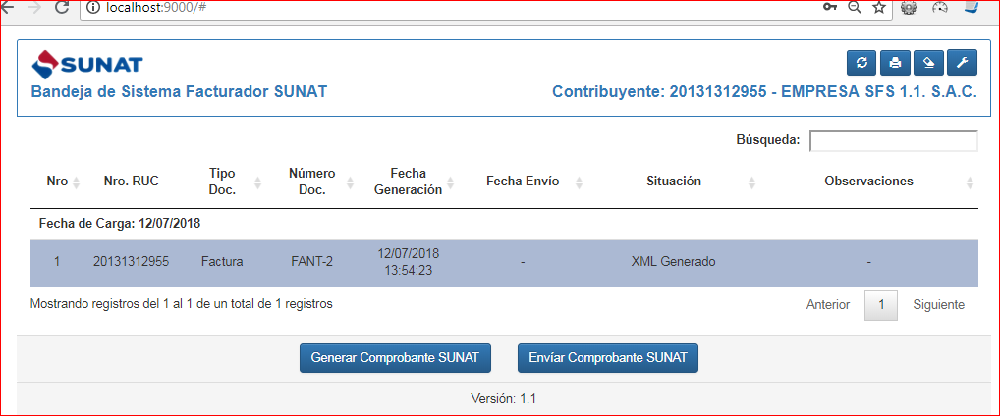 localhost:9000/#
SUNAT
Bandeja de Sistema Facturador SUNAT
Contribuyente: 20131312955 - EMPRESA SFS 1.1. S.A.C.
Búsqueda:
Nro Nro. RUC Tipo Doc. Número Doc. Fecha Generación Fecha Envío Situación Observaciones
Fecha de Carga: 12/07/2018
1 20131312955 Factura FANT-2 12/07/2018 13:54:23 - XML Generado -
Mostrando registros del 1 al 1 de un total de 1 registros
Anterior 1 Siguiente
Generar Comprobante SUNAT Envíar Comprobante SUNAT
Versión: 1.1